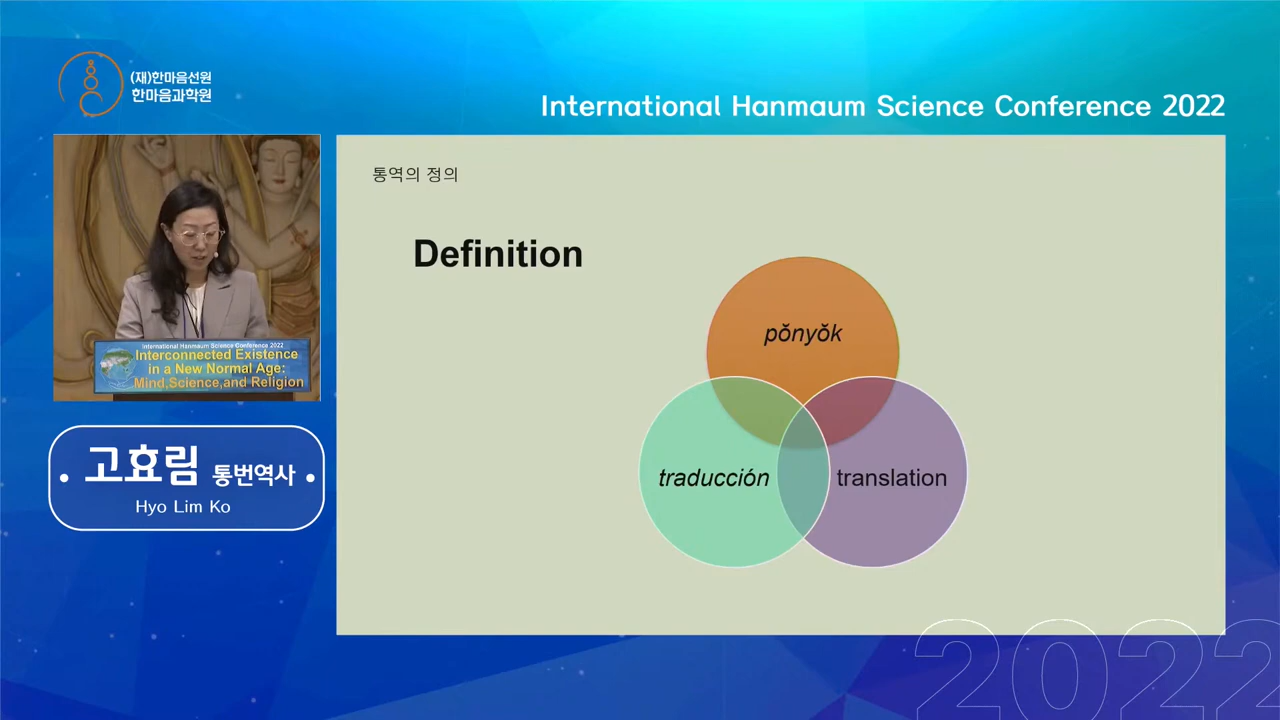 (재)한마음선원
한마음과학원
International Hanmaum Science Conference 2022
통역의 정의
Definition
pŏnyŏk
traducción
translation
International Hanmaum Science Conference 2022
Interconnected Existence
in a New Normal Age:
Mind,Science,and Religion
고효림 통번역사
Hyo Lim Ko
2022